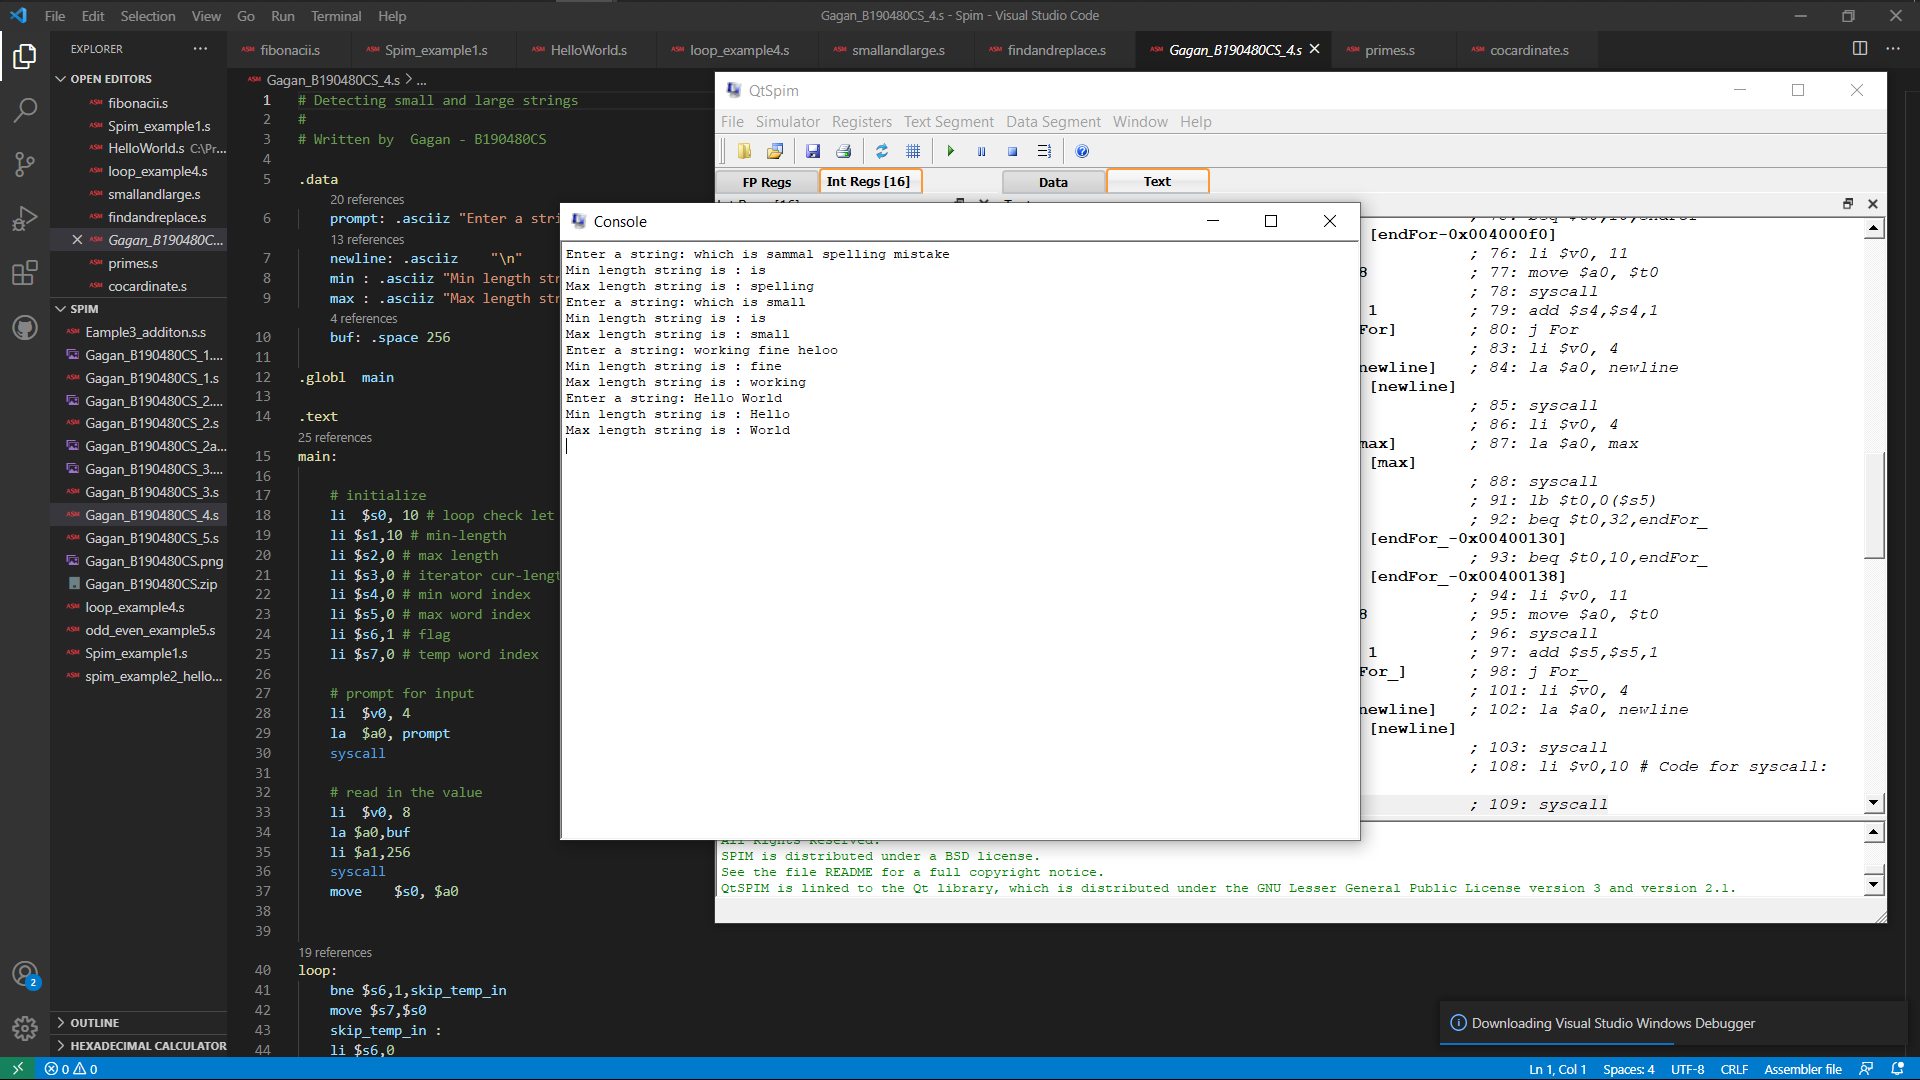 File Edit Selection View Go Run Terminal Help
Gagan_B190480CS_4.s - Spim - Visual Studio Code
EXPLORER
fibonacii.s Spim_example1.s HelloWorld.s loop_example4.s smallandlarge.s findandreplace.s Gagan_B190480CS_4.s primes.s cocardinate.s
OPEN EDITORS
fibonacii.s
Spim_example1.s
HelloWorld.s C:\Pr...
loop_example4.s
smallandlarge.s
findandreplace.s
Gagan_B190480C...
primes.s
cocardinate.s
SPIM
Eample3_additon.s.s
Gagan_B190480CS_1....
Gagan_B190480CS_1.s
Gagan_B190480CS_2....
Gagan_B190480CS_2.s
Gagan_B190480CS_2a...
Gagan_B190480CS_3....
Gagan_B190480CS_3.s
Gagan_B190480CS_4.s
Gagan_B190480CS_5.s
Gagan_B190480CS.png
Gagan_B190480CS.zip
loop_example4.s
odd_even_example5.s
Spim_example1.s
spim_example2_hello...
OUTLINE
HEXADECIMAL CALCULATOR
Gagan_B190480CS_4.s > ...
1 # Detecting small and large strings
2 #
3 # Written by Gagan - B190480CS
4
5 .data
20 references
6 prompt: .asciiz "Enter a stri
13 references
7 newline: .asciiz "\n"
8 min : .asciiz "Min length str
9 max : .asciiz "Max length str
4 references
10 buf: .space 256
11
12 .globl main
13
14 .text
25 references
15 main:
16
17 # initialize
18 li $s0, 10 # loop check let
19 li $s1,10 # min-length
20 li $s2,0 # max length
21 li $s3,0 # iterator cur-lengt
22 li $s4,0 # min word index
23 li $s5,0 # max word index
24 li $s6,1 # flag
25 li $s7,0 # temp word index
26
27 # prompt for input
28 li $v0, 4
29 la $a0, prompt
30 syscall
31
32 # read in the value
33 li $v0, 8
34 la $a0,buf
35 li $a1,256
36 syscall
37 move $s0, $a0
38
39
19 references
40 loop:
41 bne $s6,1,skip_temp_in
42 move $s7,$s0
43 skip_temp_in :
44 li $s6,0
QtSpim
File Simulator Registers Text Segment Data Segment Window Help
FP Regs Int Regs [16] Data Text
Console
Enter a string: which is sammal spelling mistake
Min length string is : is
Max length string is : spelling
Enter a string: which is small
Min length string is : is
Max length string is : small
Enter a string: working fine heloo
Min length string is : fine
Max length string is : working
Enter a string: Hello World
Min length string is : Hello
Max length string is : World
[endFor-0x004000f0]
; 76: li $v0, 11
8 ; 77: move $a0, $t0
; 78: syscall
1 ; 79: add $s4,$s4,1
For] ; 80: j For
; 83: li $v0, 4
newline] ; 84: la $a0, newline
[newline]
; 85: syscall
; 86: li $v0, 4
max] ; 87: la $a0, max
[max]
; 88: syscall
; 91: lb $t0,0($s5)
; 92: beq $t0,32,endFor_
[endFor_-0x00400130]
; 93: beq $t0,10,endFor_
[endFor_-0x00400138]
; 94: li $v0, 11
8 ; 95: move $a0, $t0
; 96: syscall
1 ; 97: add $s5,$s5,1
For_] ; 98: j For_
; 101: li $v0, 4
newline] ; 102: la $a0, newline
[newline]
; 103: syscall
; 108: li $v0,10 # Code for syscall:
; 109: syscall
All Rights Reserved.
SPIM is distributed under a BSD license.
See the file README for a full copyright notice.
QtSPIM is linked to the Qt library, which is distributed under the GNU Lesser General Public License version 3 and version 2.1.
Downloading Visual Studio Windows Debugger
2
0 0
Ln 1, Col 1 Spaces: 4 UTF-8 CRLF Assembler file